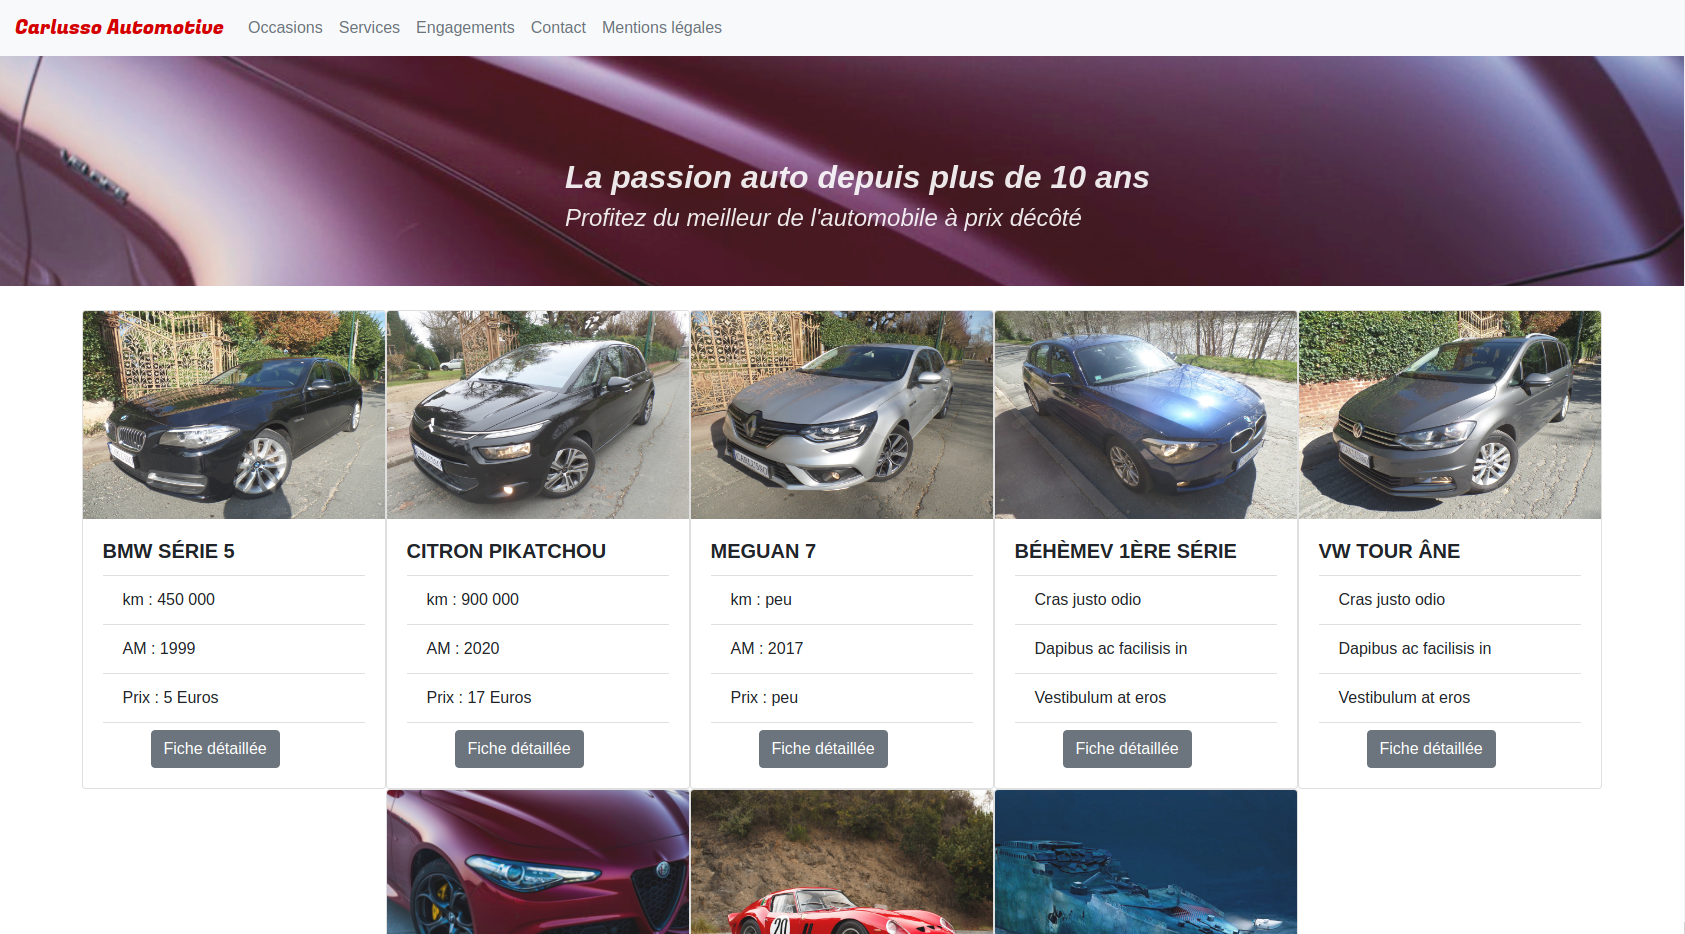 Carlusso Automotive Occasions Services Engagements Contact Mentions légales
La passion auto depuis plus de 10 ans
Profitez du meilleur de l'automobile à prix décôté
BMW SÉRIE 5
km : 450 000
AM : 1999
Prix : 5 Euros
Fiche détaillée
CITRON PIKATCHOU
km : 900 000
AM : 2020
Prix : 17 Euros
Fiche détaillée
MEGUAN 7
km : peu
AM : 2017
Prix : peu
Fiche détaillée
BÉHÈMEV 1ÈRE SÉRIE
Cras justo odio
Dapibus ac facilisis in
Vestibulum at eros
Fiche détaillée
VW TOUR ÂNE
Cras justo odio
Dapibus ac facilisis in
Vestibulum at eros
Fiche détaillée
CARLUSSO
20